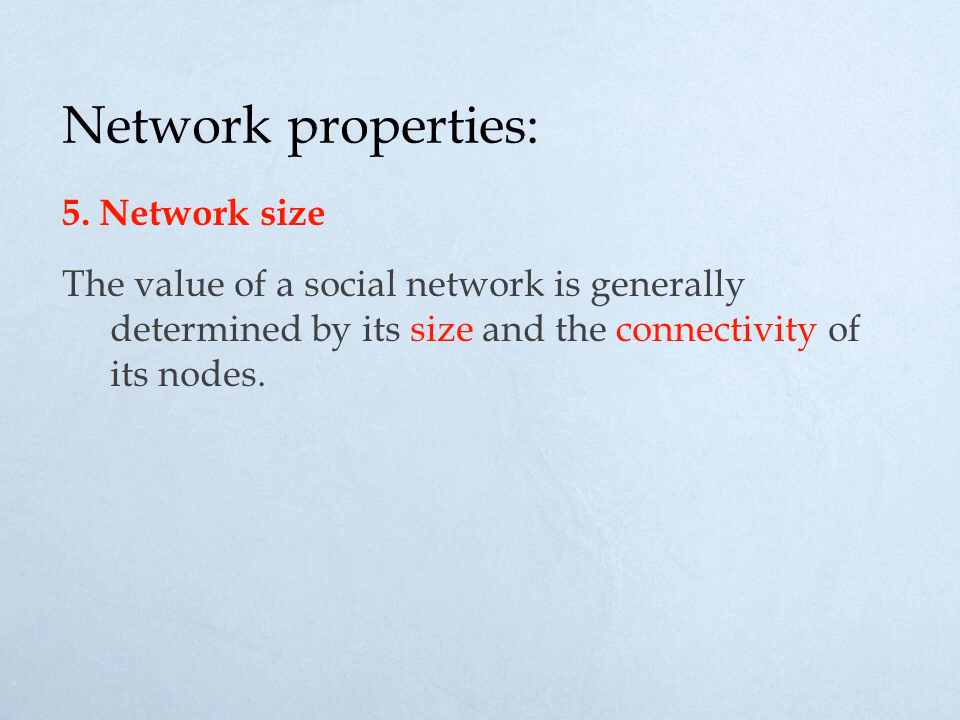 Network properties:
5. Network size
The value of a social network is generally
determined by its size and the connectivity of
its nodes.